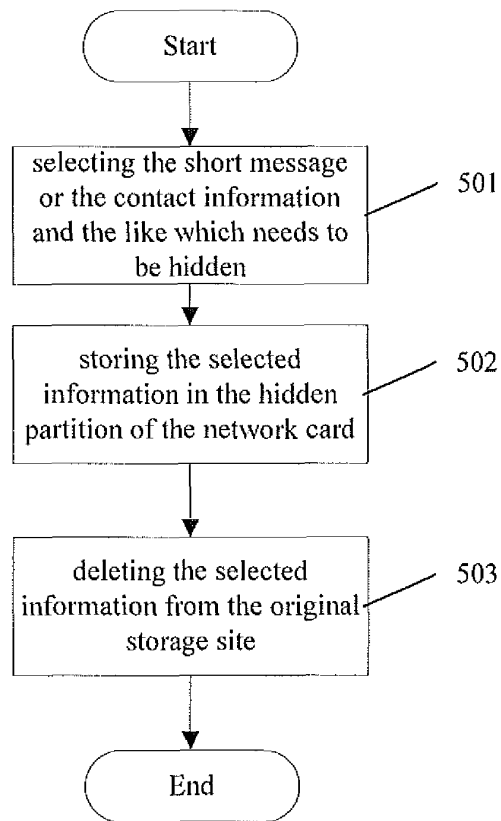 Start
selecting the short message
or the contact information
and the like which needs to
be hidden
501
storing the selected
information in the hidden
partition of the network card
502
deleting the selected
information from the original
storage site
503
End